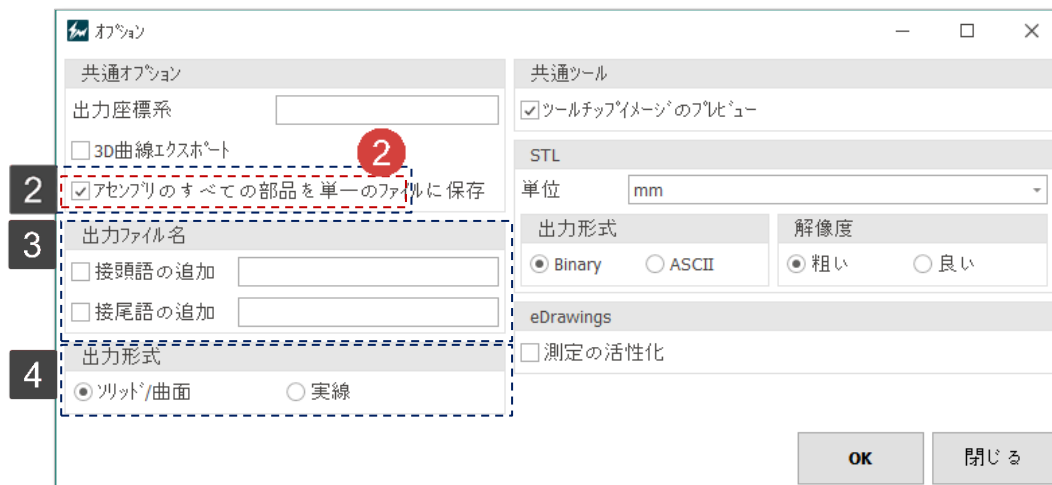 ｵﾌﾟｼｮﾝ
共通ｵﾌﾟｼｮﾝ
出力座標系
3D曲線ｴｸｽﾎﾟｰﾄ
2
2
ｱｾﾝﾌﾞﾘのすべての部品を単一のﾌｧｲﾙに保存
3
出力ﾌｧｲﾙ名
接頭語の追加
接尾語の追加
4
出力形式
ｿﾘｯﾄﾞ/曲面
実線
共通ﾂｰﾙ
ﾂｰﾙﾁｯﾌﾟｲﾒｰｼﾞのﾌﾟﾚﾋﾞｭｰ
STL
単位
mm
出力形式
Binary
ASCII
解像度
粗い
良い
eDrawings
測定の活性化
OK
閉じる